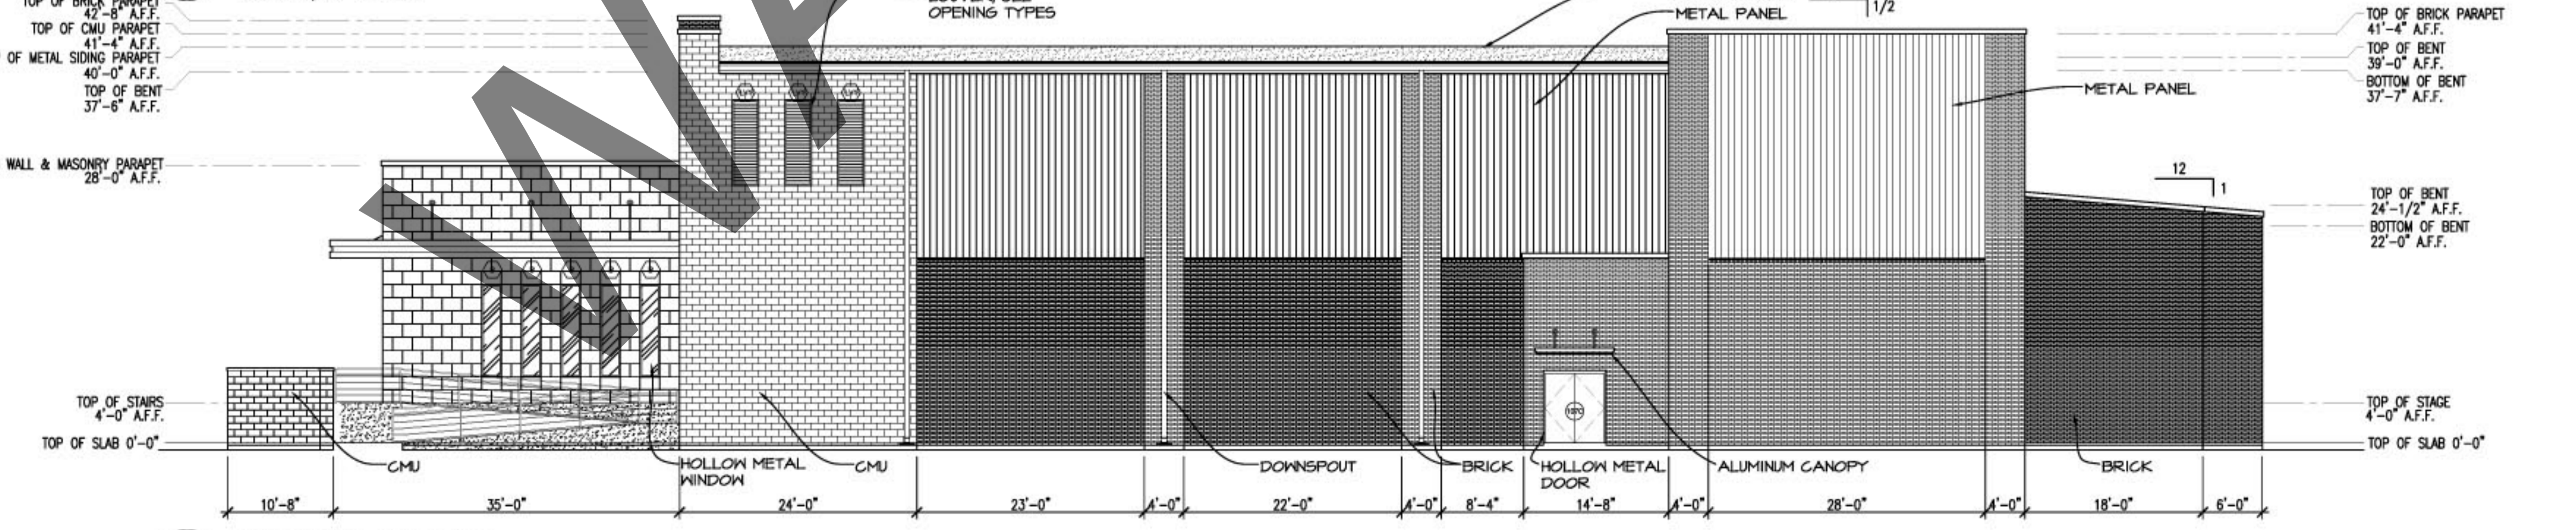 TOP OF BRICK PARAPET
42'-8" A.F.F.
TOP OF CMU PARAPET
41'-4" A.F.F.
OF METAL SIDING PARAPET
40'-0" A.F.F.
TOP OF BENT
37'-6" A.F.F.
WALL & MASONRY PARAPET
28'-0" A.F.F.
TOP OF STAIRS
4'-0" A.F.F.
TOP OF SLAB 0'-0"
OPENING TYPES
METAL PANEL
1/2
METAL PANEL
TOP OF BRICK PARAPET
41'-4" A.F.F.
TOP OF BENT
39'-0" A.F.F.
BOTTOM OF BENT
37'-7" A.F.F.
12
1
TOP OF BENT
24'-1/2" A.F.F.
BOTTOM OF BENT
22'-0" A.F.F.
TOP OF STAGE
4'-0" A.F.F.
TOP OF SLAB 0'-0"
CMU
HOLLOW METAL
WINDOW
CMU
DOWNSPOUT
BRICK
HOLLOW METAL
DOOR
ALUMINUM CANOPY
BRICK
10'-8"
35'-0"
24'-0"
23'-0"
4'-0"
22'-0"
4'-0"
8'-4"
14'-8"
4'-0"
28'-0"
4'-0"
18'-0"
6'-0"